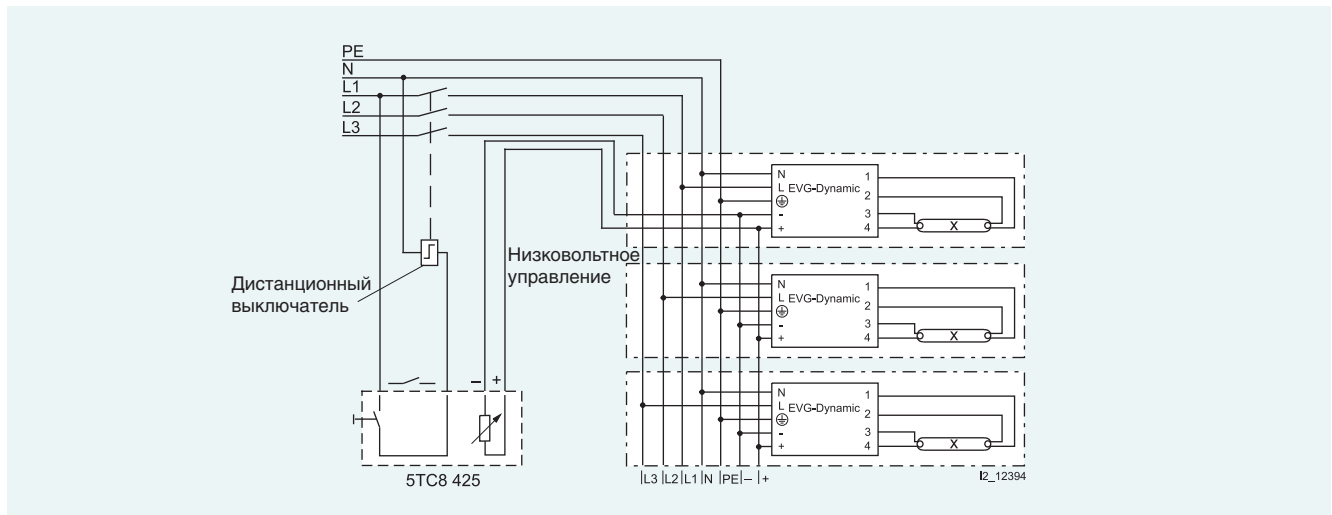 PE
N
L1
L2
L3
Дистанционный
выключатель
Низковольтное
управление
– +
5TC8 425
N
L EVG-Dynamic
-
+
1
2
3
4
X
N
L EVG-Dynamic
-
+
1
2
3
4
X
N
L EVG-Dynamic
-
+
1
2
3
4
X
L3 L2 L1 N PE – +
I2_12394